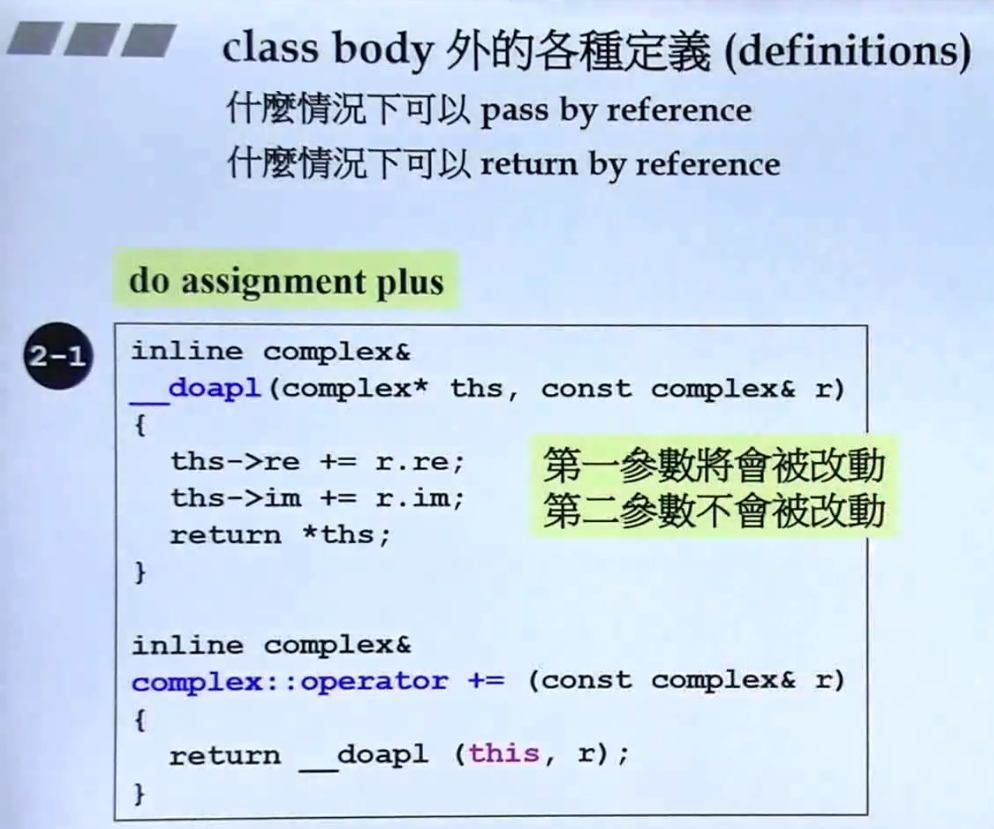 class body 外的各種定義 (definitions)
什麼情況下可以 pass by reference
什麼情況下可以 return by reference
do assignment plus
2-1
inline complex&
__doapl(complex* ths, const complex& r)
{
ths->re += r.re;
ths->im += r.im;
return *ths;
}
第一參數將會被改動
第二參數不會被改動
inline complex&
complex::operator += (const complex& r)
{
return __doapl (this, r);
}